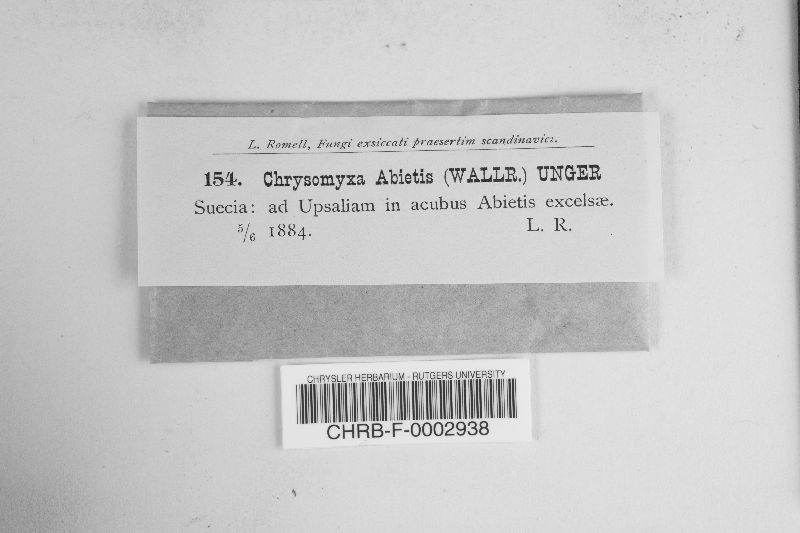 L. Romell, Fungi exsiccati praesertim scandinavici.
154. Chrysomyxa Abietis (WALLR.) UNGER
Suecia: ad Upsaliam in acubus Abietis excelsæ.
5/6 1884. L. R.
CHRYSLER HERBARIUM - RUTGERS UNIVERSITY
CHRB-F-0002938